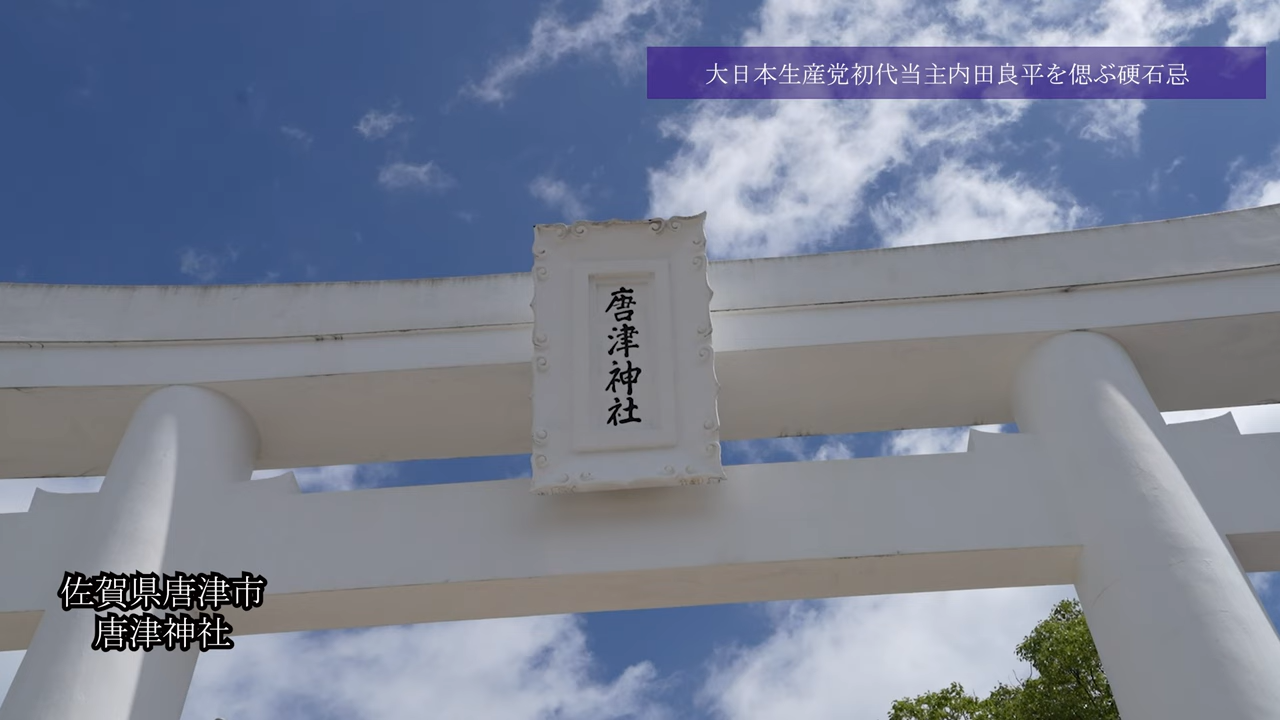 大日本生産党初代当主内田良平を偲ぶ硬石忌
唐津神社
佐賀県唐津市
唐津神社